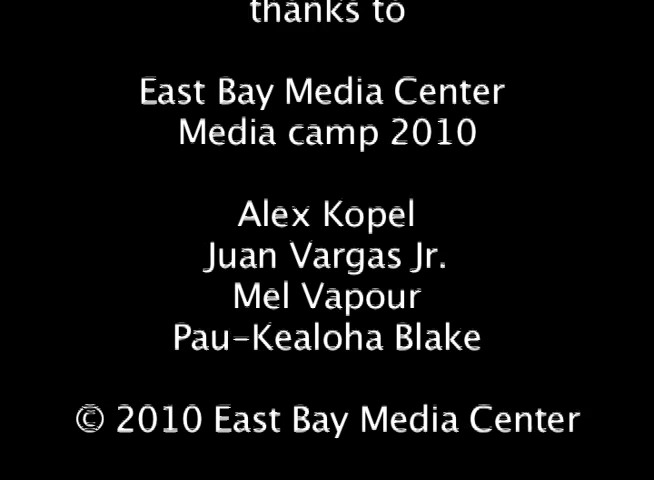 thanks to
East Bay Media Center
Media camp 2010
Alex Kopel
Juan Vargas Jr.
Mel Vapour
Pau-Kealoha Blake
© 2010 East Bay Media Center